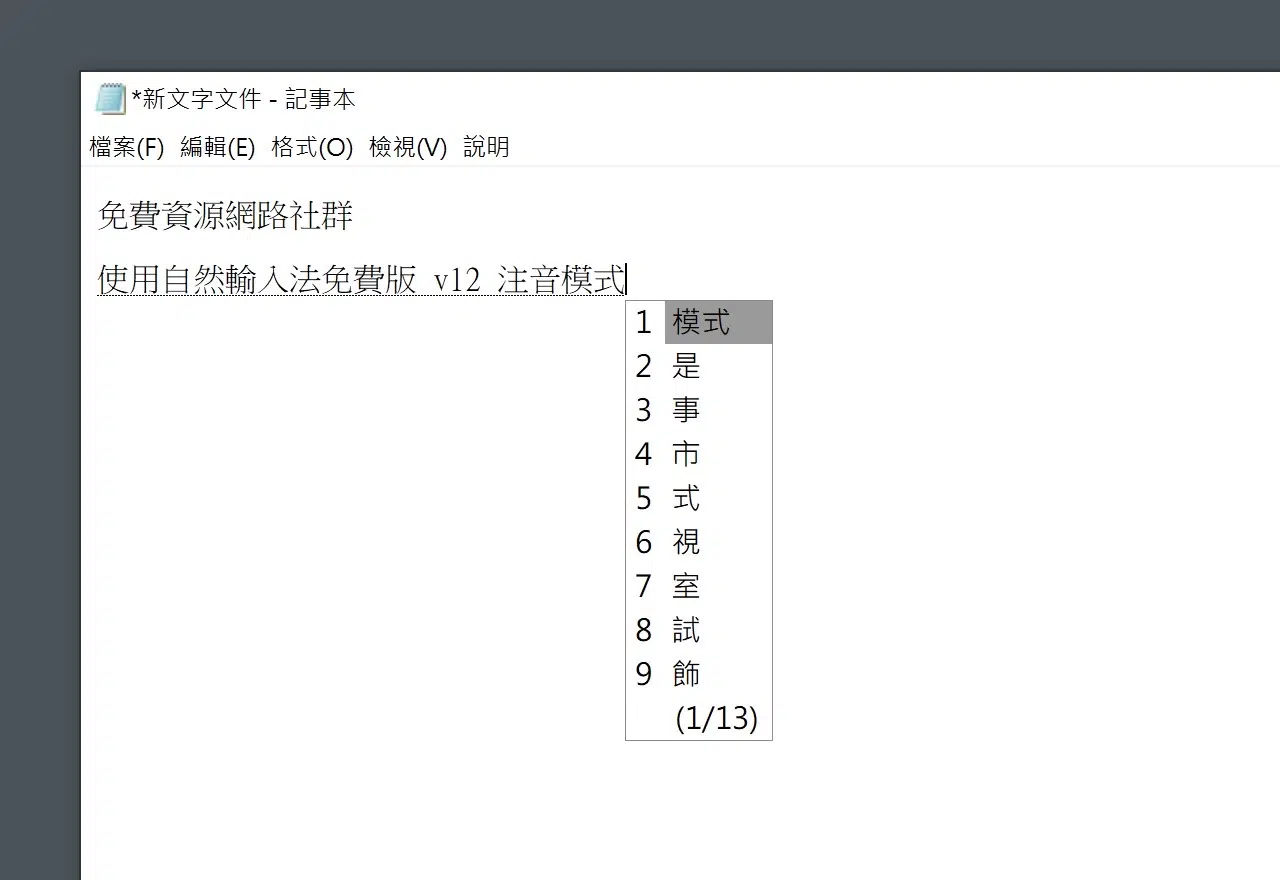 *新文字文件 - 記事本
檔案(F) 編輯(E) 格式(O) 檢視(V) 說明
免費資源網路社群
使用自然輸入法免費版 v12 注音模式
1 模式
2 是
3 事
4 市
5 式
6 視
7 室
8 試
9 飾
(1/13)